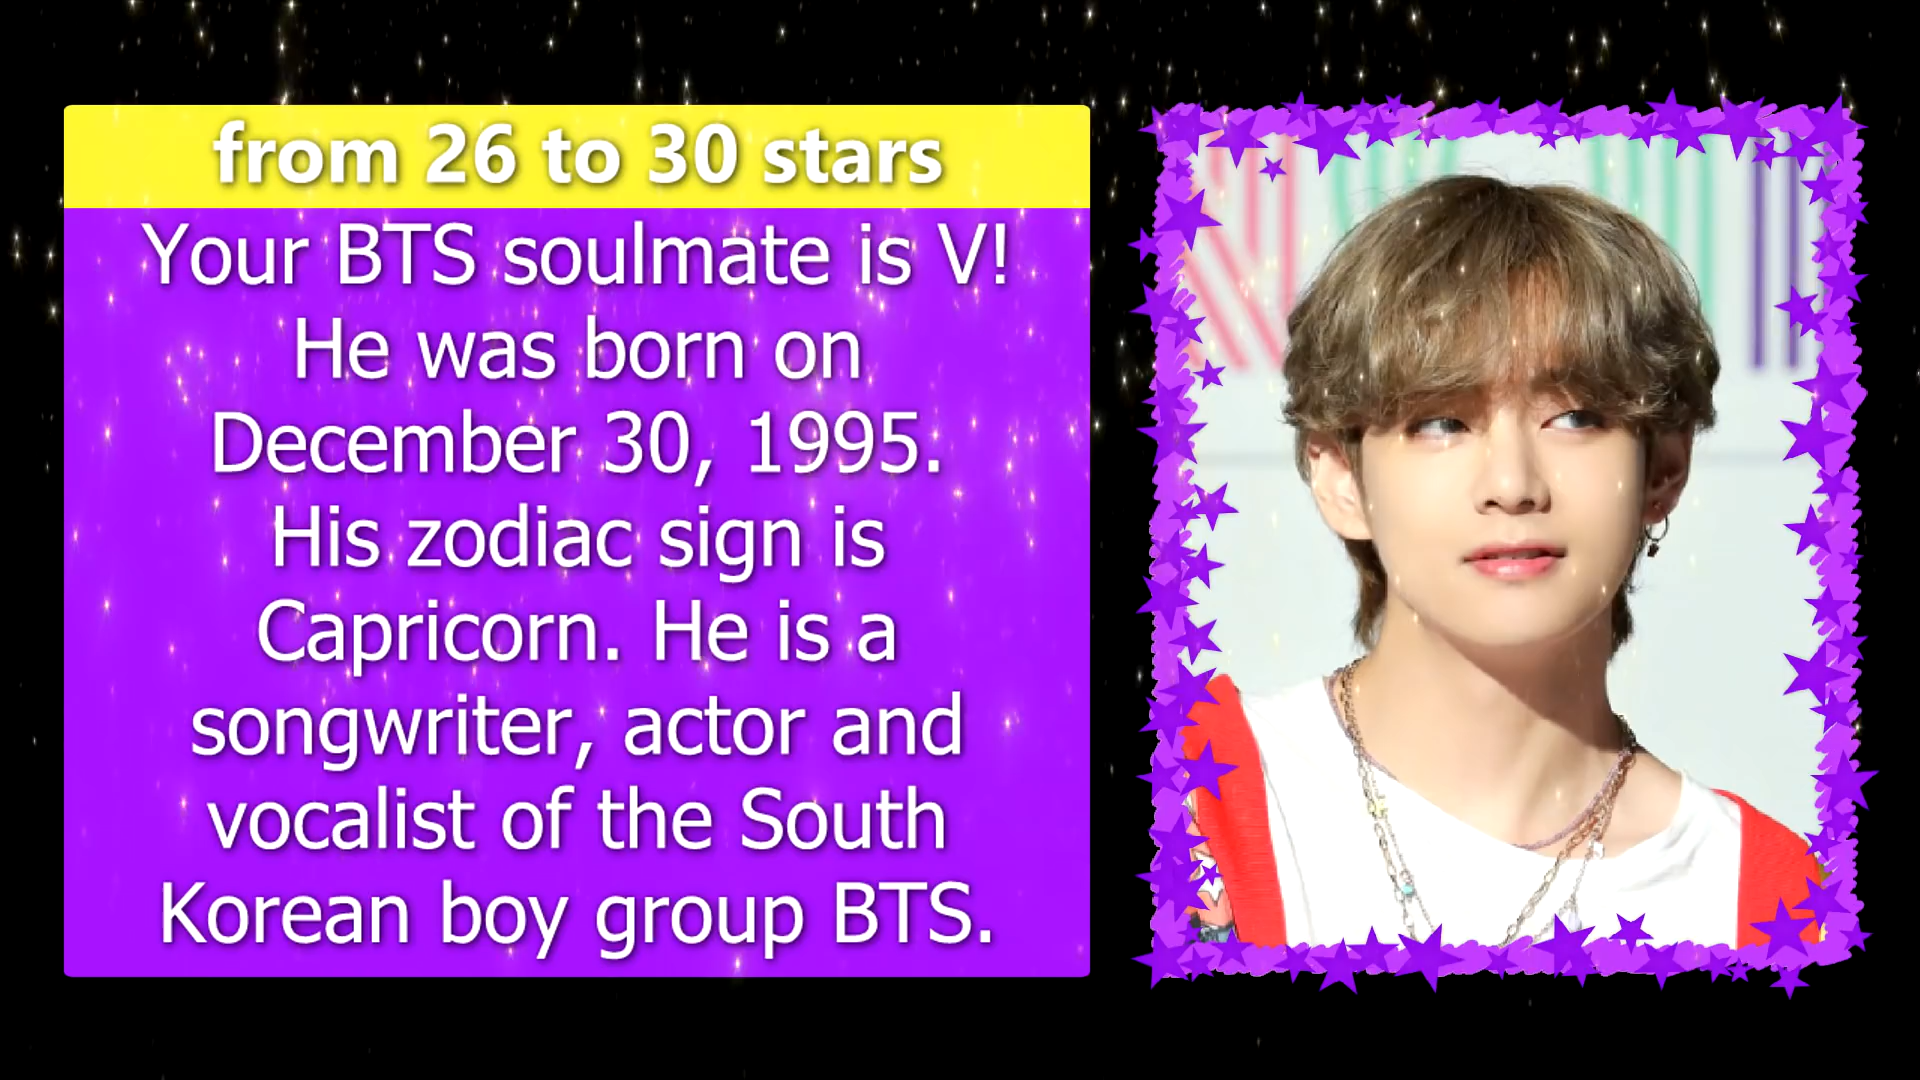 from 26 to 30 stars
Your BTS soulmate is V!
He was born on
December 30, 1995.
His zodiac sign is
Capricorn. He is a
songwriter, actor and
vocalist of the South
Korean boy group BTS.